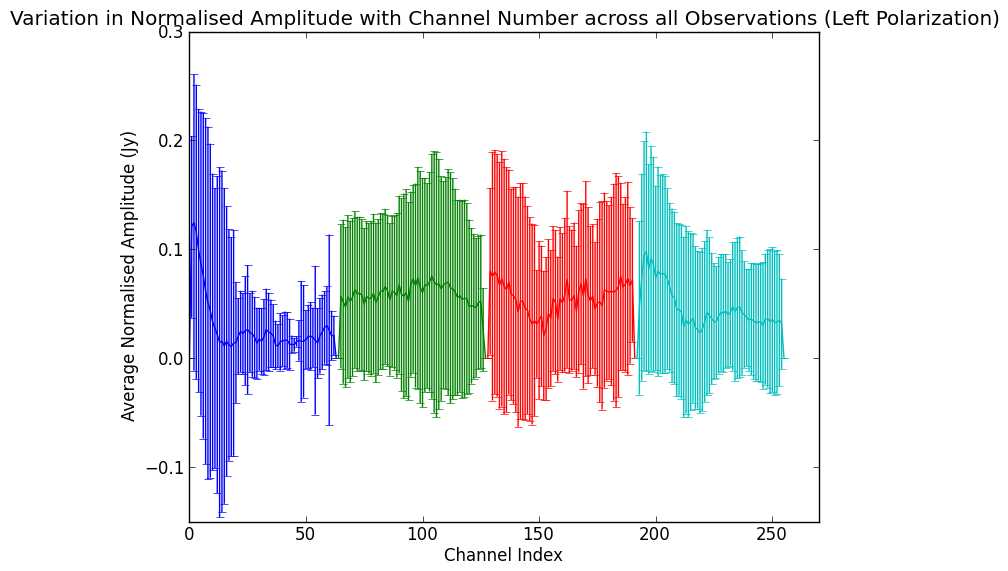 Variation in Normalised Amplitude with Channel Number across all Observations (Left Polarization)
0.3
0.2
0.1
0.0
−0.1
Average Normalised Amplitude (Jy)
0 50 100 150 200 250
Channel Index